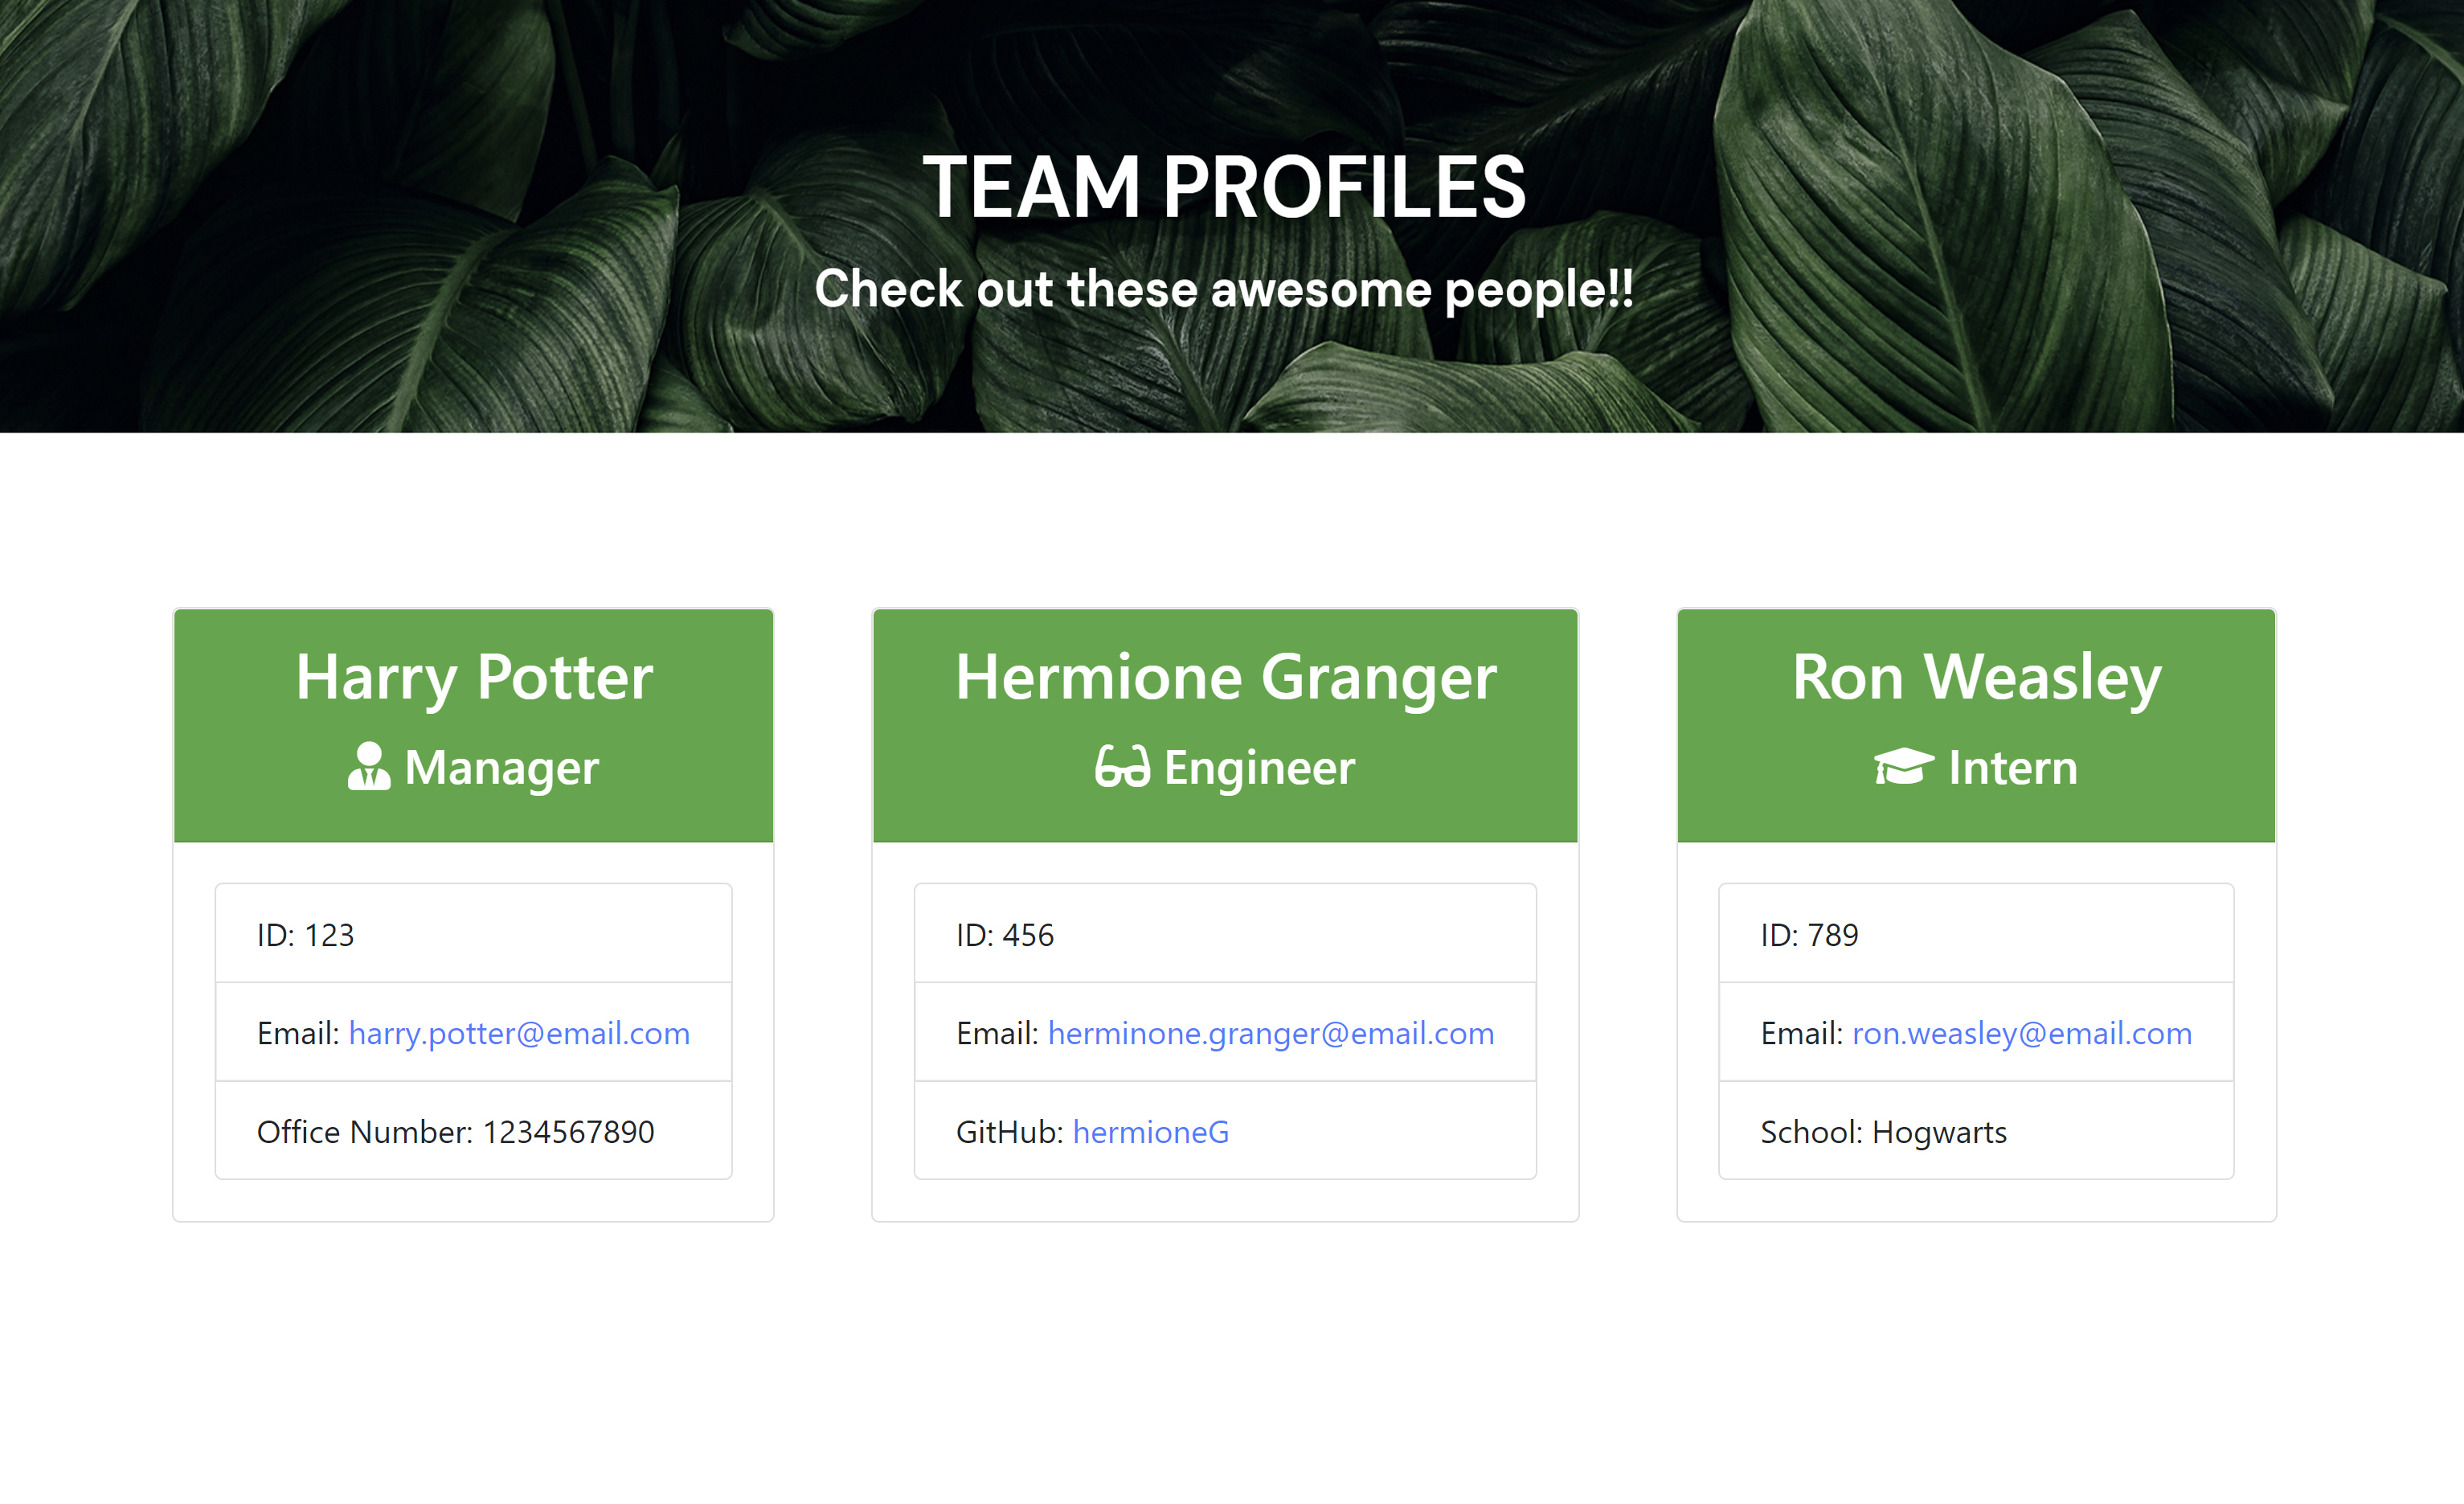 TEAM PROFILES
Check out these awesome people!!
Harry Potter
Manager
ID: 123
Email: harry.potter@email.com
Office Number: 1234567890
Hermione Granger
Engineer
ID: 456
Email: herminone.granger@email.com
GitHub: hermioneG
Ron Weasley
Intern
ID: 789
Email: ron.weasley@email.com
School: Hogwarts